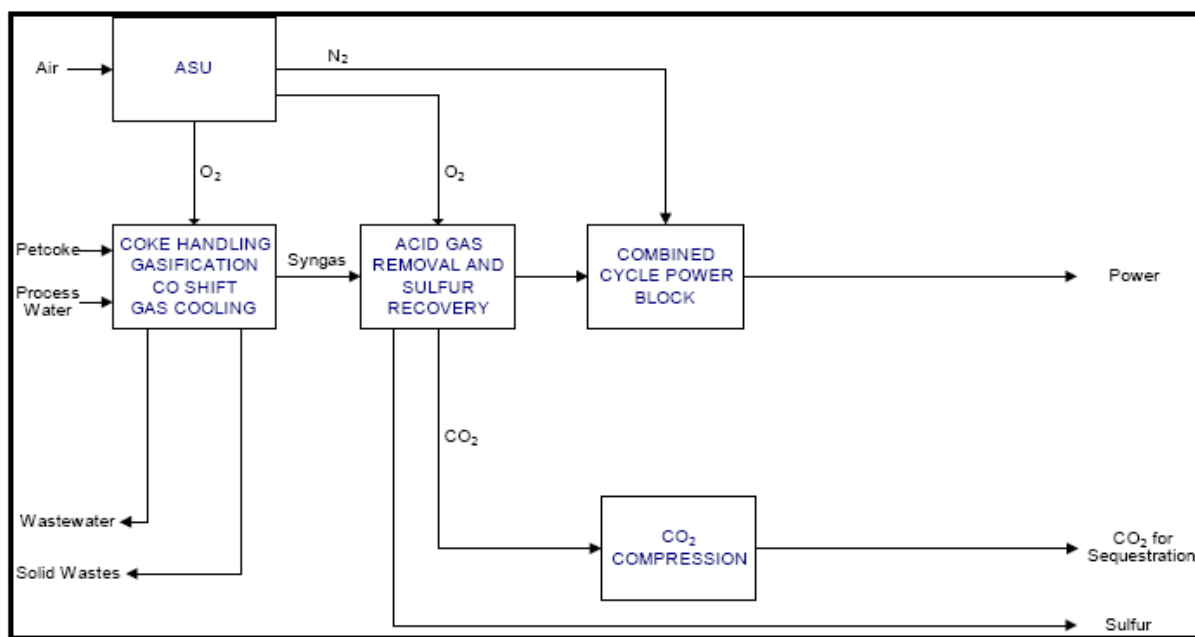 Air
ASU
N₂
O₂
O₂
Petcoke
Process
Water
COKE HANDLING
GASIFICATION
CO SHIFT
GAS COOLING
Syngas
ACID GAS
REMOVAL AND
SULFUR
RECOVERY
COMBINED
CYCLE POWER
BLOCK
Power
CO₂
Wastewater
Solid Wastes
CO₂
COMPRESSION
CO₂ for
Sequestration
Sulfur